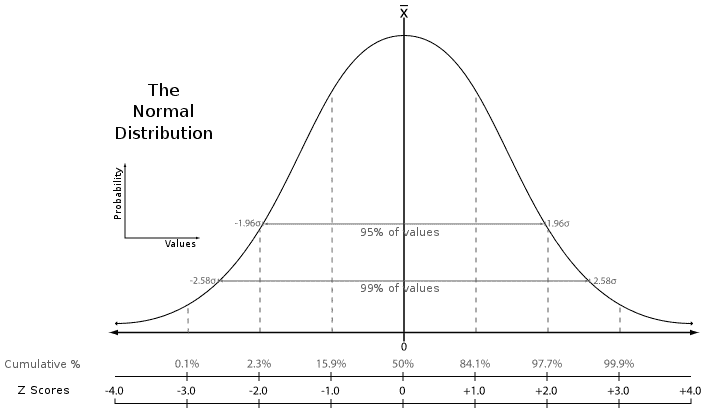 X̅
The
Normal
Distribution
Probability
Values
-1.96σ 1.96σ
95% of values
-2.58σ 2.58σ
99% of values
0
Cumulative % 0.1% 2.3% 15.9% 50% 84.1% 97.7% 99.9%
Z Scores -4.0 -3.0 -2.0 -1.0 0 +1.0 +2.0 +3.0 +4.0